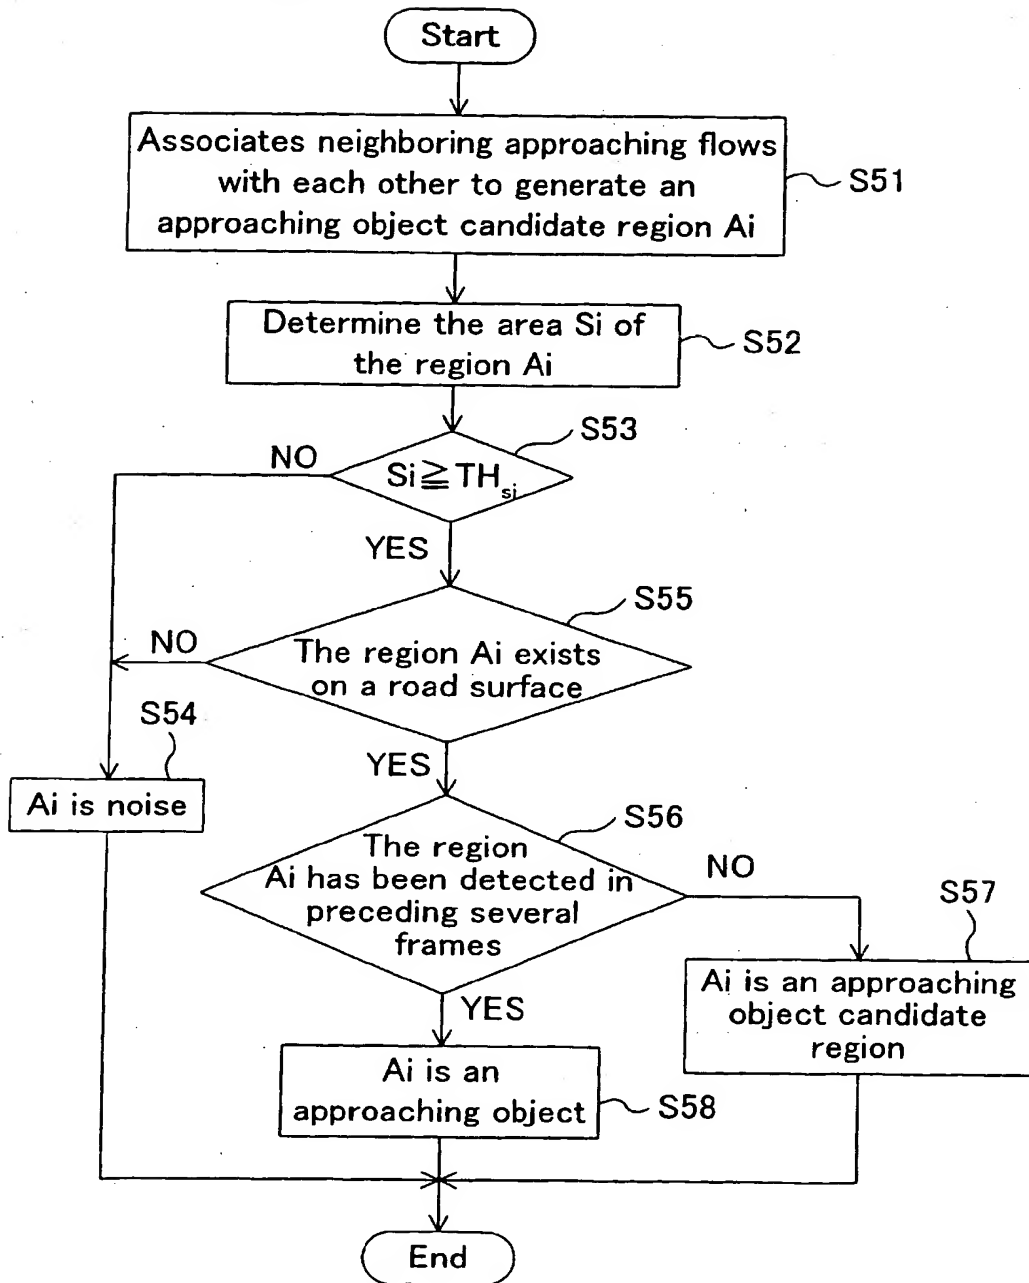 Start
Associates neighboring approaching flows
with each other to generate an
approaching object candidate region Ai
S51
Determine the area Si of
the region Ai
S52
S53
NO
Si≧THsi
YES
S55
NO
The region Ai exists
on a road surface
S54
YES
Ai is noise
S56
The region
Ai has been detected in
preceding several
frames
NO
S57
YES
Ai is an approaching
object candidate
region
Ai is an
approaching object
S58
End